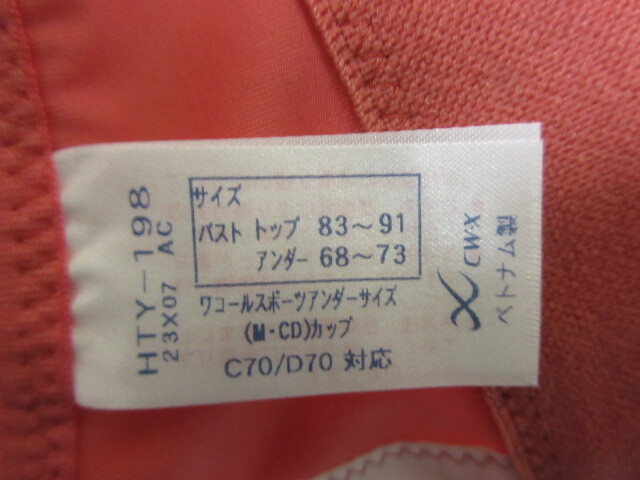 HTY-198
23X07 AC
サイズ
バスト トップ 83〜91
アンダー 68〜73
ワコールスポーツアンダーサイズ
(M・CD)カップ
C70/D70 対応
CW-X
ベトナム製